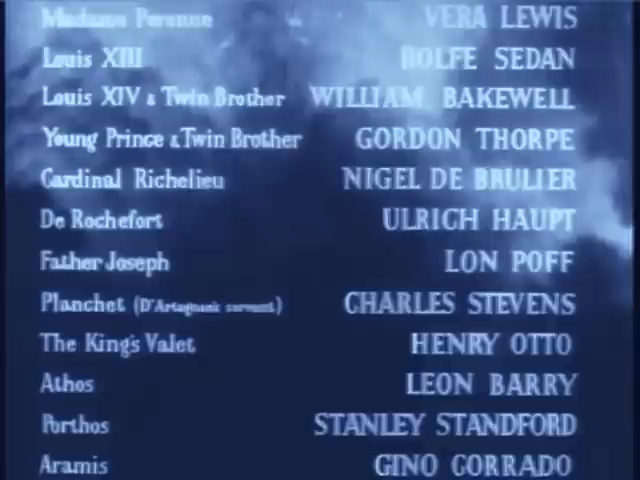 Madame Peronne VERA LEWIS
Louis XIII ROLFE SEDAN
Louis XIV & Twin Brother WILLIAM BAKEWELL
Young Prince & Twin Brother GORDON THORPE
Cardinal Richelieu NIGEL DE BRULIER
De Rochefort ULRICH HAUPT
Father Joseph LON POFF
Planchet (D'Artagnan's servant) CHARLES STEVENS
The King's Valet HENRY OTTO
Athos LEON BARRY
Porthos STANLEY STANDFORD
Aramis GINO CORRADO